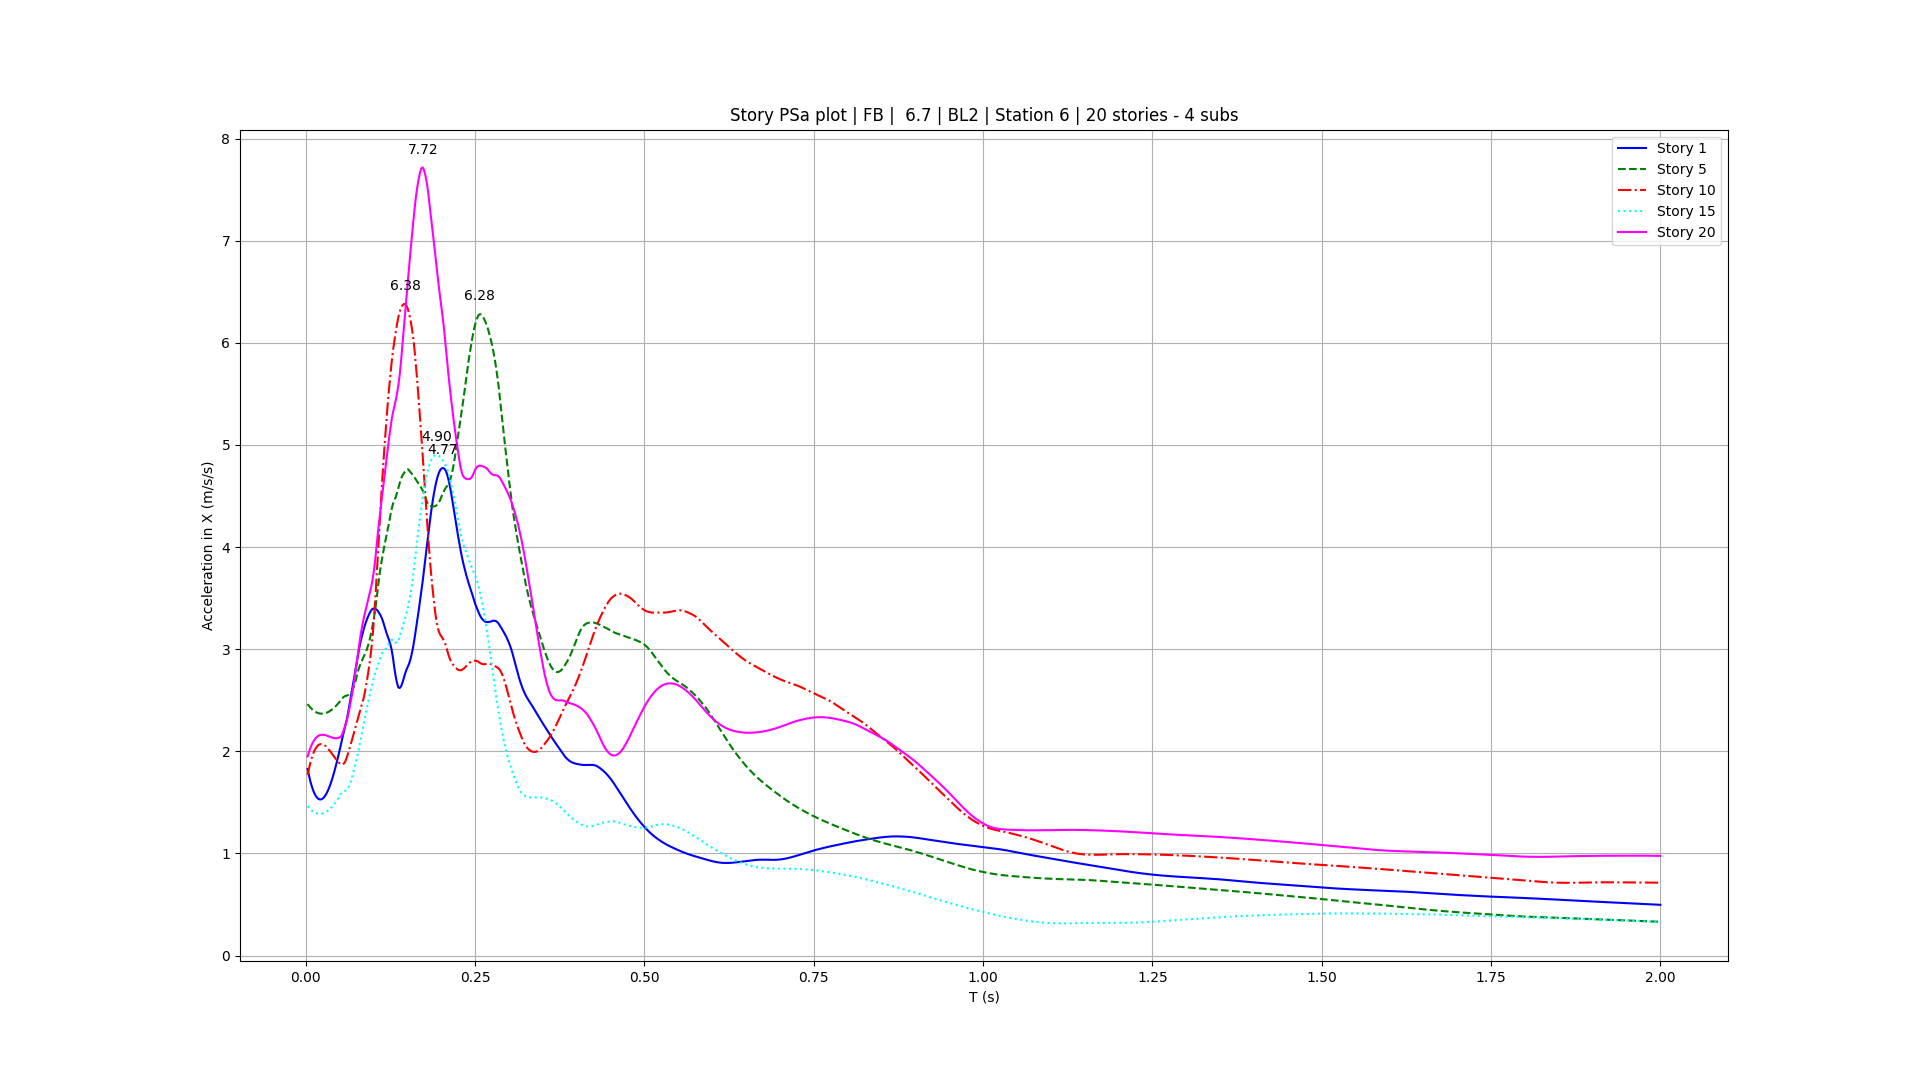 Story PSa plot | FB |  6.7 | BL2 | Station 6 | 20 stories - 4 subs
8
7
6
5
4
3
2
1
0
Acceleration in X (m/s/s)
7.72
6.38
6.28
4.90
4.77
Story 1
Story 5
Story 10
Story 15
Story 20
0.00 0.25 0.50 0.75 1.00 1.25 1.50 1.75 2.00
T (s)